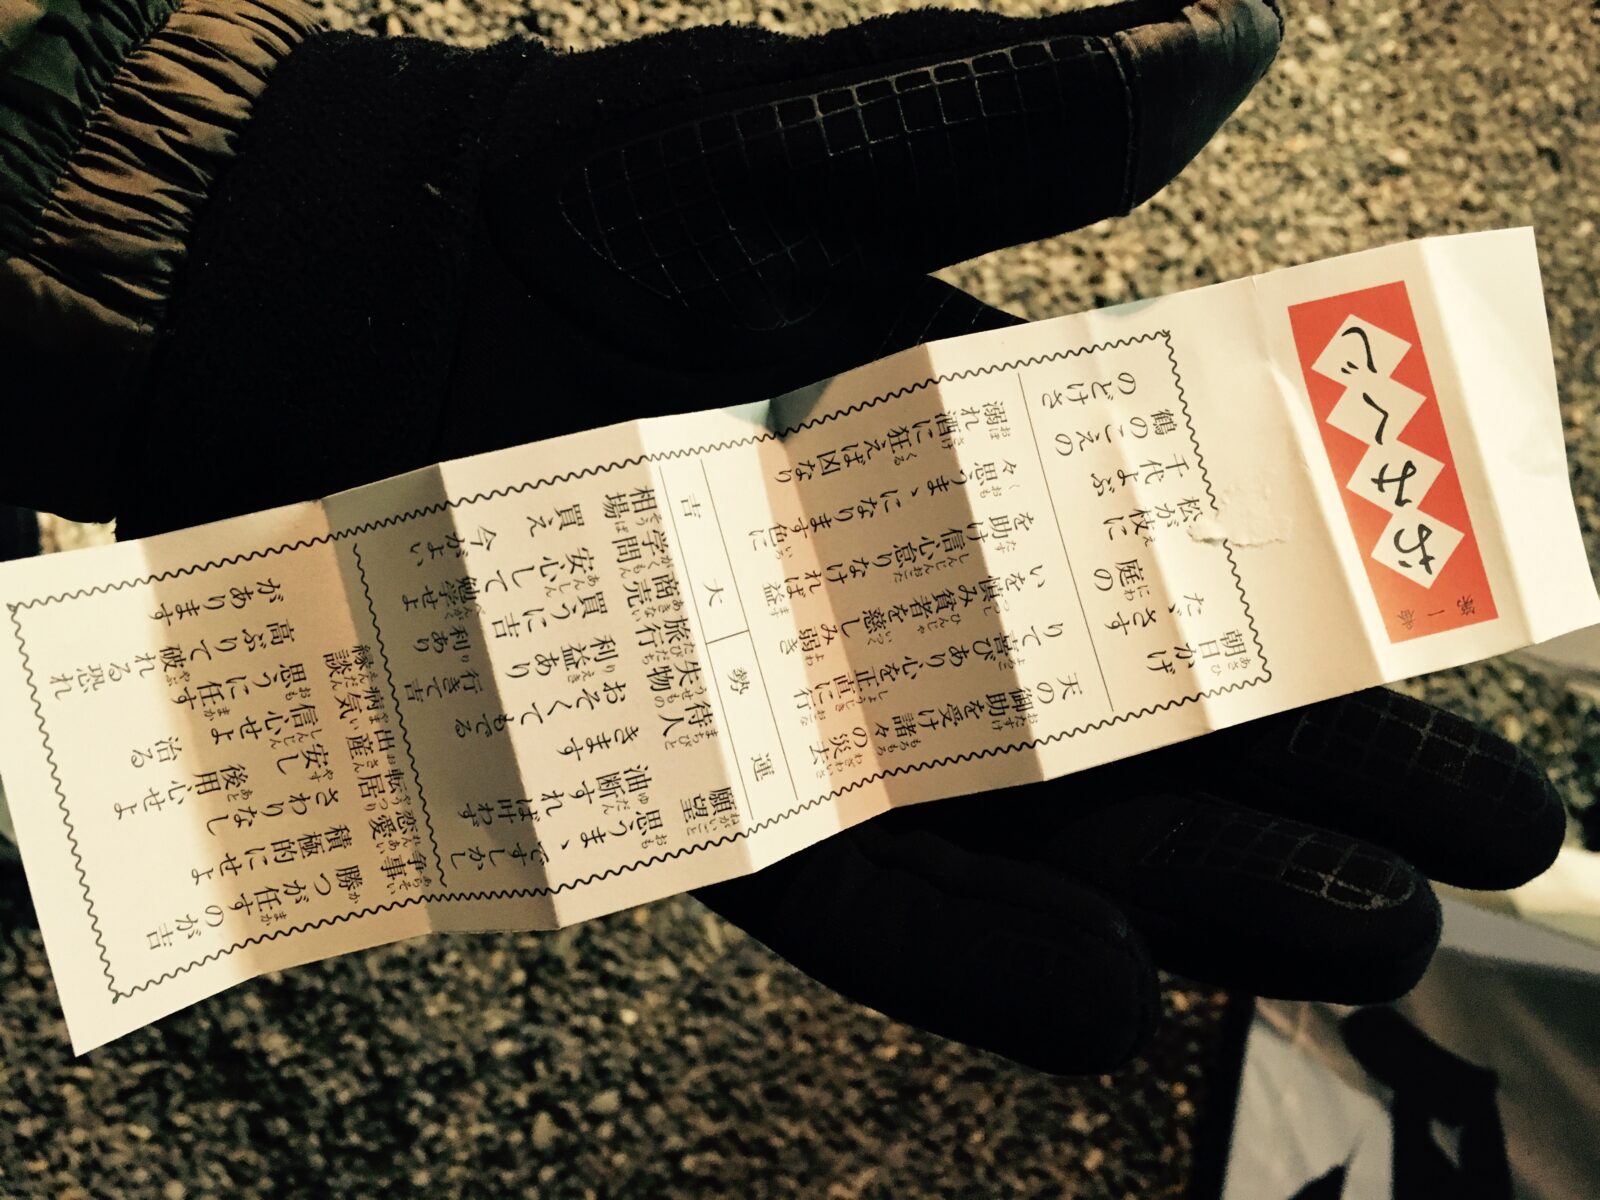 第一番
おみくじ
朝日かげ
たゞさす庭の
松が枝に
千代よぶ
鶴のこえの
のどけさ
天の御助を受け諸々の災去
りて喜びあり心を正直に行
いを慎み貧者を慈しみ弱き
を助け信心怠りなければ益
々思うまゝになります色に
溺れ酒に狂えば凶なり
運勢 大吉
願望 思うまゝですしかし油断すれば叶わず
待人 きます
失物 おそくてもでる
旅行 利あり行きて吉
商売 買うに吉利益あり
学問 安心して勉学せよ
相場 買え今がよい
争事 勝つが任すのが吉
恋愛 積極的にせよ
転居 さわりなし
出産 安し後用心せよ
病気 信心せよ治る
縁談 思うに任す高ぶりて破れる恐れがあります